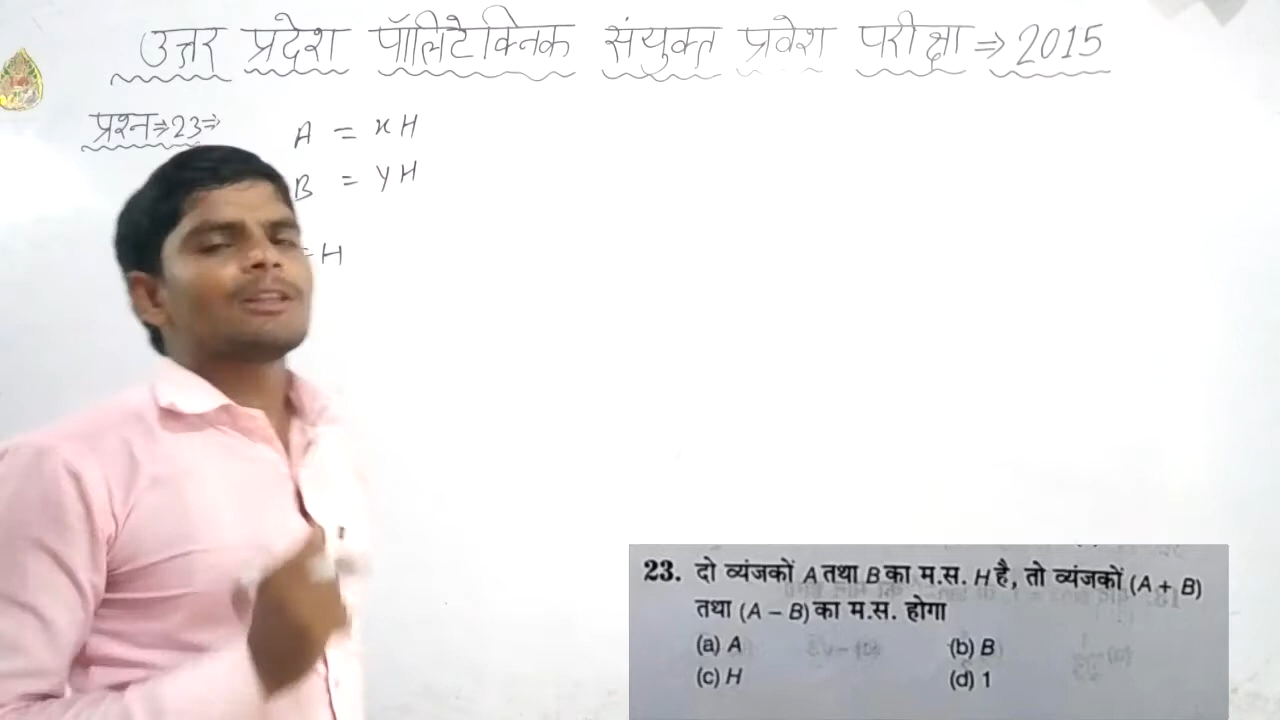 उत्तर प्रदेश पॉलिटेक्निक संयुक्त प्रवेश परीक्षा ⇒ 2015
प्रश्न⇒23⇒
A = xH
B = yH
=H
23. दो व्यंजकों A तथा B का म.स. H है, तो व्यंजकों (A + B)
तथा (A – B) का म.स. होगा
(a) A (b) B
(c) H (d) 1